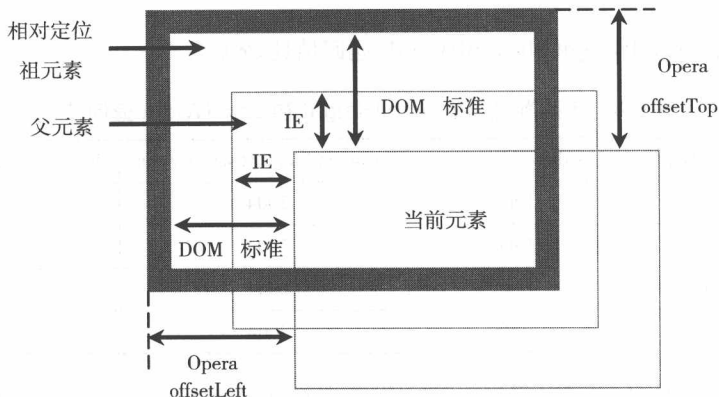 相对定位
祖元素
父元素
IE
DOM 标准
IE
DOM 标准
当前元素
Opera
offsetTop
Opera
offsetLeft